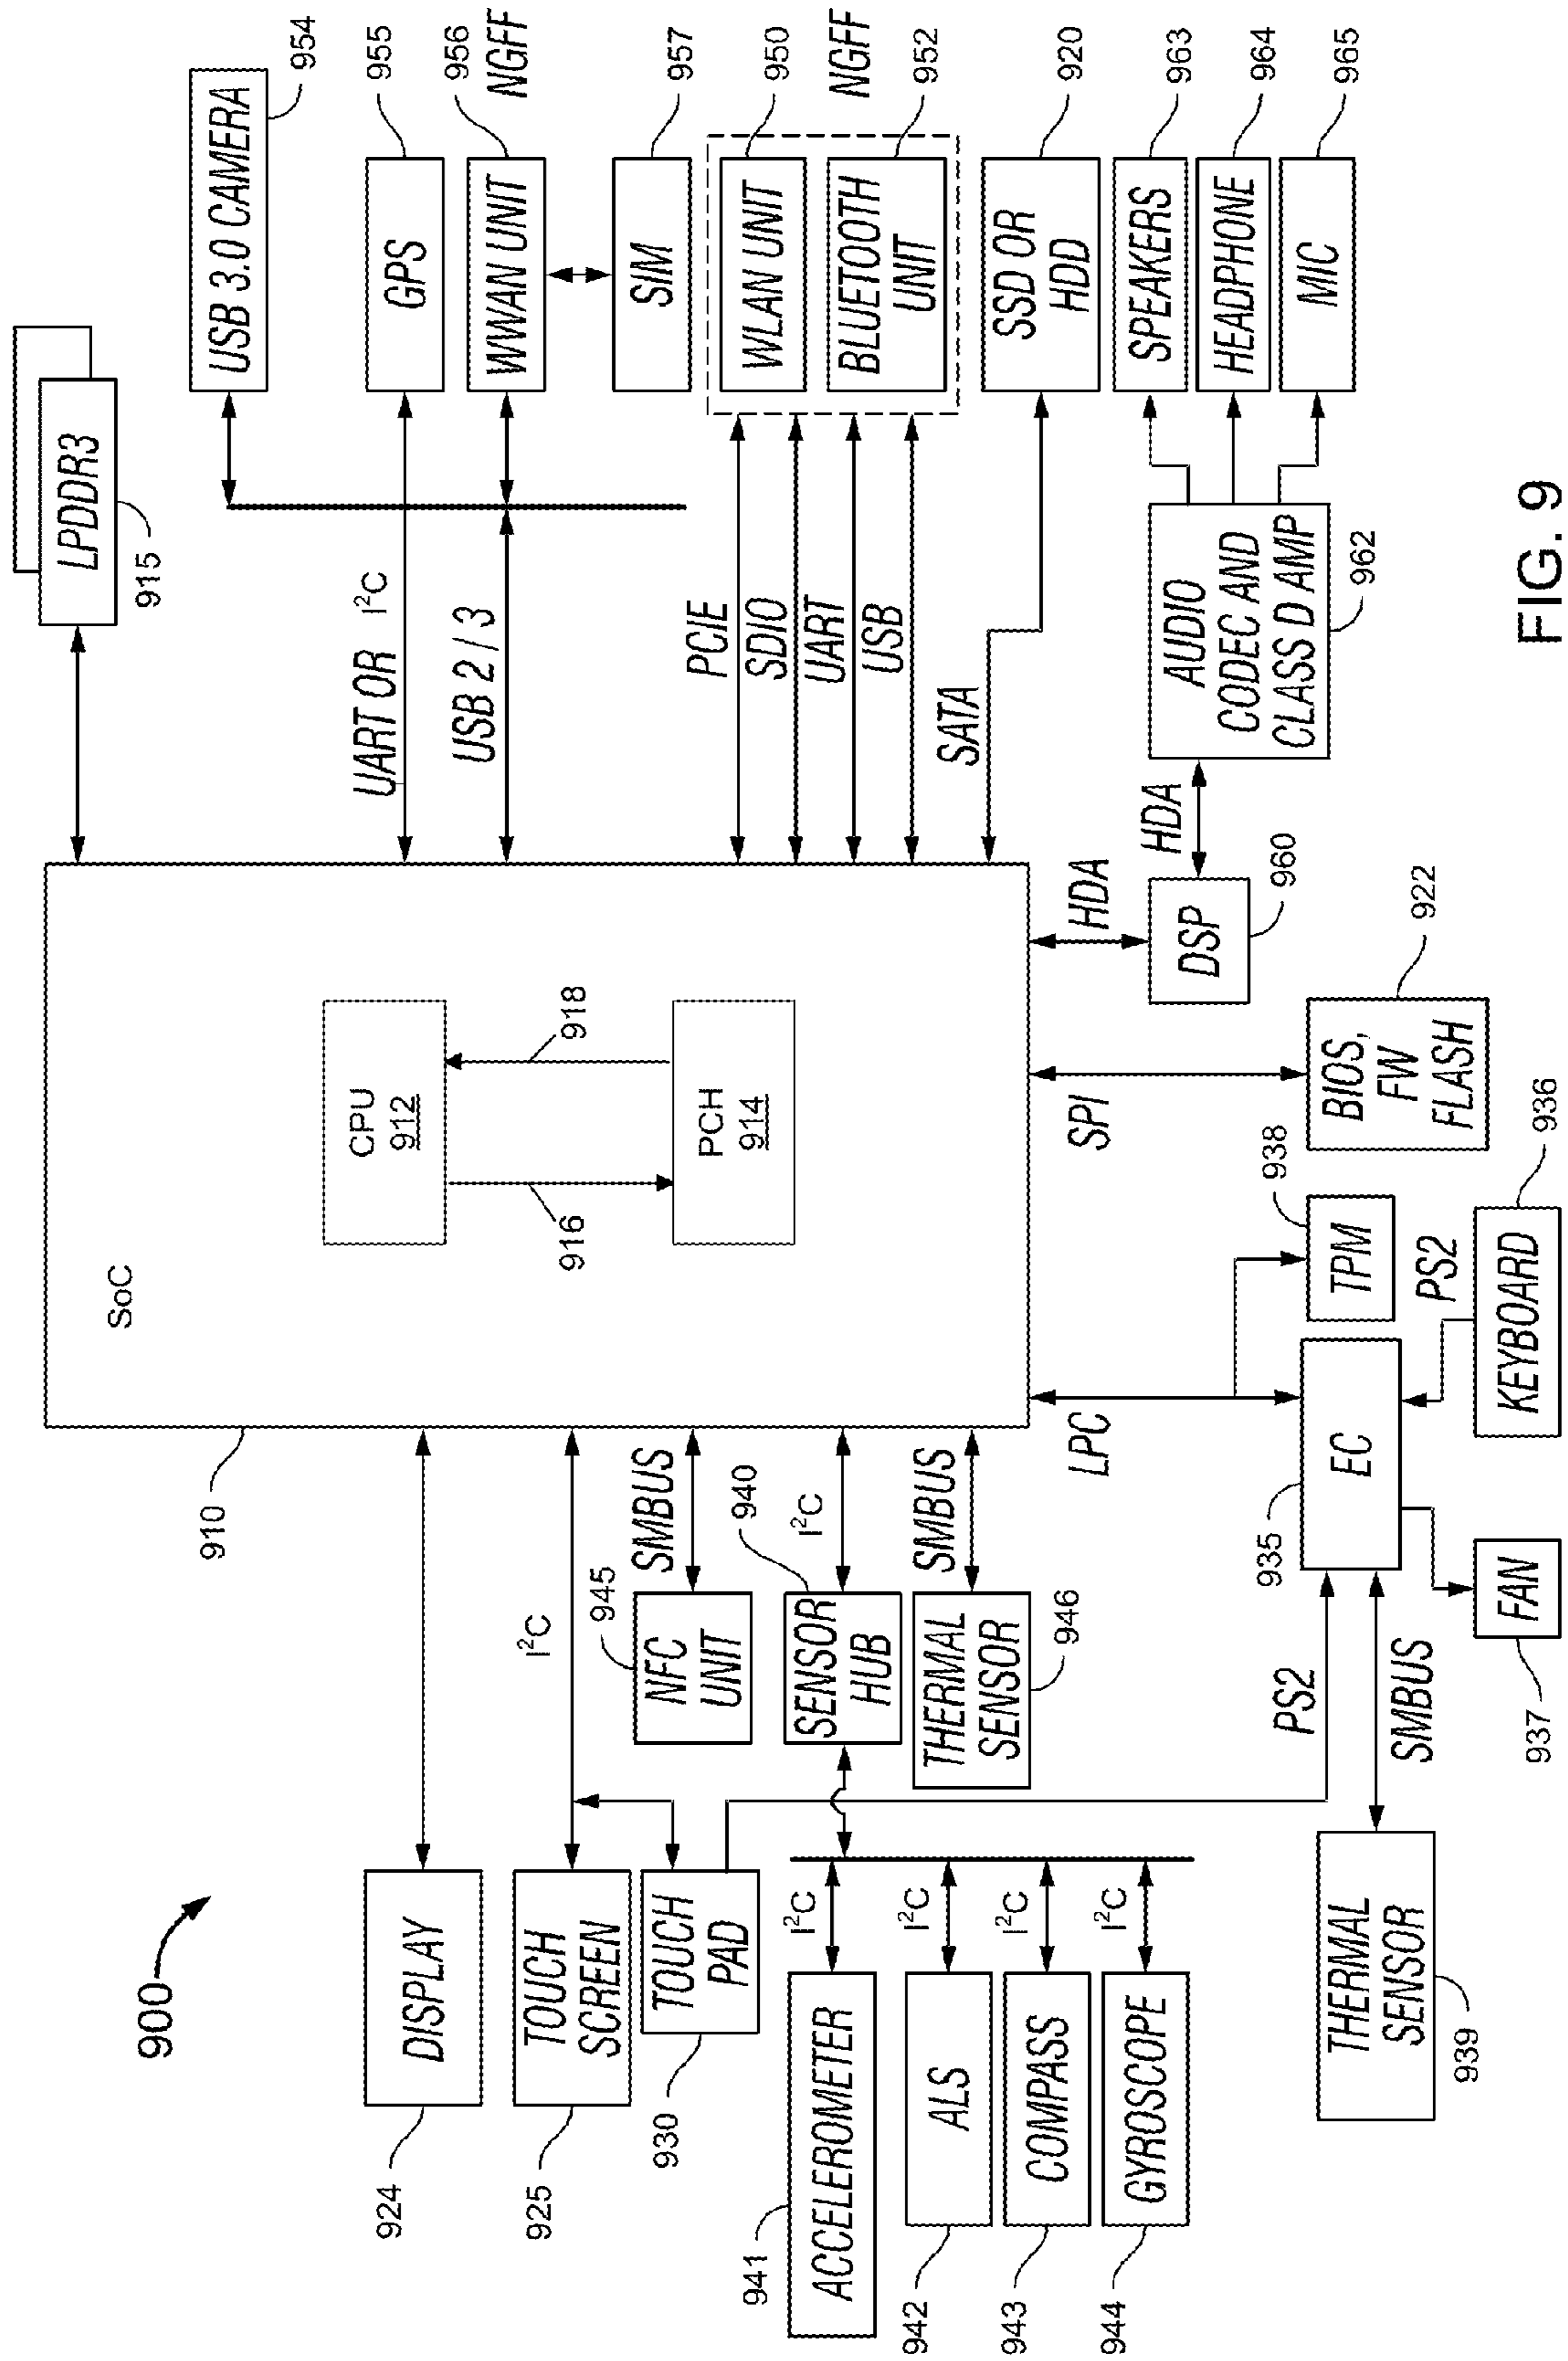 900
LPDDR3
915
USB 3.0 CAMERA
954
DISPLAY
924
SoC
910
CPU
912
918
916
PCH
914
UART OR I²C
GPS
955
USB 2 / 3
WWAN UNIT
956
NGFF
SIM
957
TOUCH
SCREEN
925
I²C
TOUCH
PAD
930
NFC
UNIT
945
SMBUS
SENSOR
HUB
940
I²C
THERMAL
SENSOR
946
SMBUS
PCIE
SDIO
UART
USB
WLAN UNIT
950
BLUETOOTH
UNIT
952
NGFF
SATA
SSD OR
HDD
920
ACCELEROMETER
941
I²C
ALS
942
I²C
COMPASS
943
I²C
GYROSCOPE
944
I²C
LPC
SPI
HDA
DSP
960
HDA
AUDIO
CODEC AND
CLASS D AMP
962
SPEAKERS
963
HEADPHONE
964
MIC
965
THERMAL
SENSOR
939
PS2
SMBUS
EC
935
TPM
938
BIOS,
FW
FLASH
922
FAN
937
PS2
KEYBOARD
936
FIG. 9